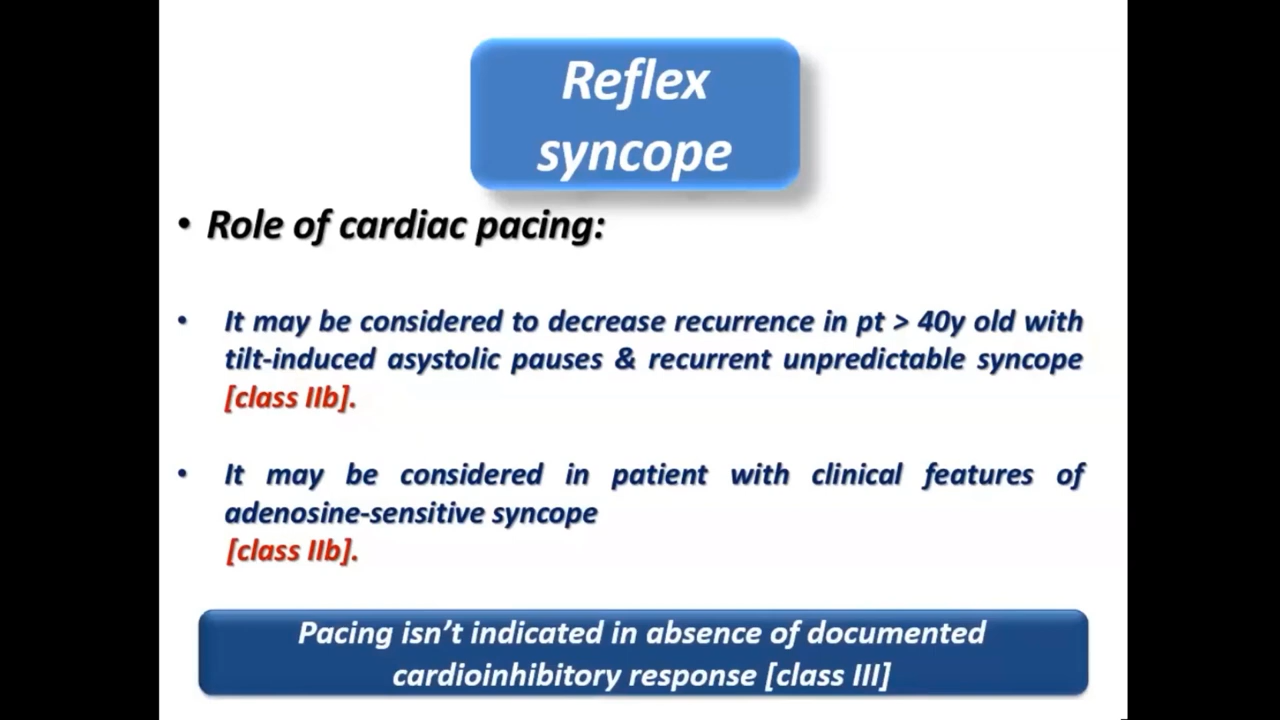 Reflex
syncope
• Role of cardiac pacing:
• It may be considered to decrease recurrence in pt > 40y old with
tilt-induced asystolic pauses & recurrent unpredictable syncope
[class IIb].
• It may be considered in patient with clinical features of
adenosine-sensitive syncope
[class IIb].
Pacing isn't indicated in absence of documented
cardioinhibitory response [class III]